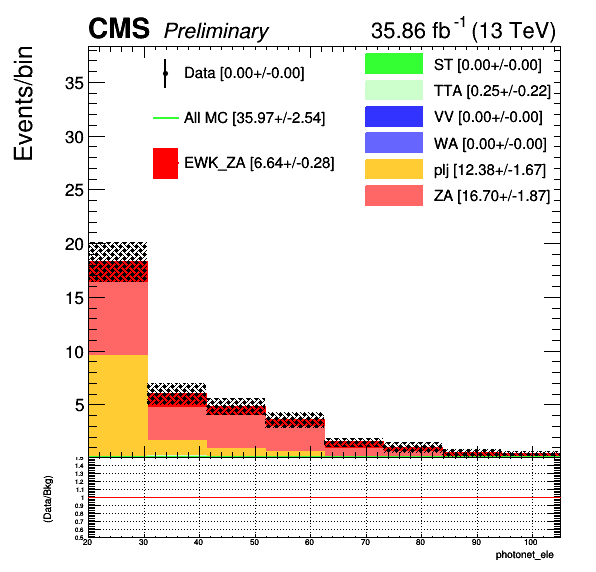 CMS Preliminary 35.86 fb⁻¹ (13 TeV)
Events/bin
35
30
25
20
15
10
5
Data [0.00+/-0.00]
All MC [35.97+/-2.54]
EWK_ZA [6.64+/-0.28]
ST [0.00+/-0.00]
TTA [0.25+/-0.22]
VV [0.00+/-0.00]
WA [0.00+/-0.00]
plj [12.38+/-1.67]
ZA [16.70+/-1.87]
(Data/Bkg)
1.5
1.4
1.3
1.2
1.1
1
0.9
0.8
0.7
0.6
0.5
20 30 40 50 60 70 80 90 100
photonet_ele